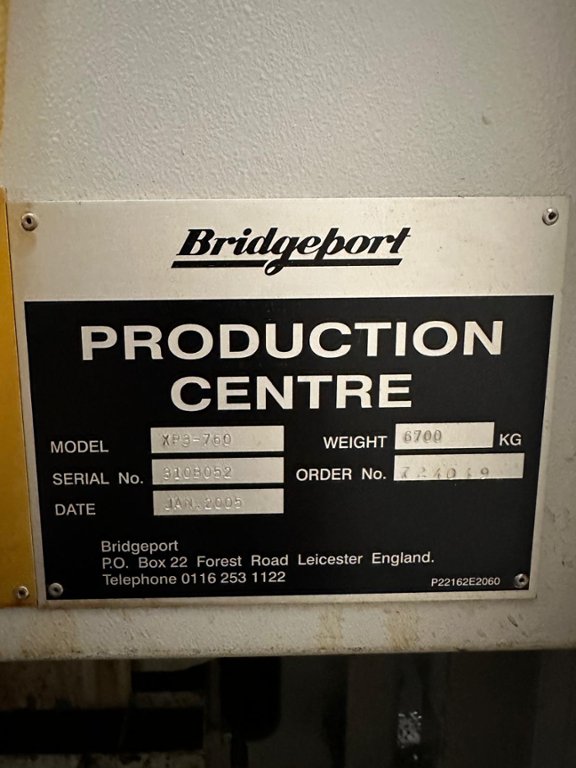 Bridgeport
PRODUCTION
CENTRE
MODEL XP3-760 WEIGHT 6700 KG
SERIAL No. ORDER No.
DATE JAN.2005
Bridgeport
P.O. Box 22 Forest Road Leicester England.
Telephone 0116 253 1122 P22162E2060